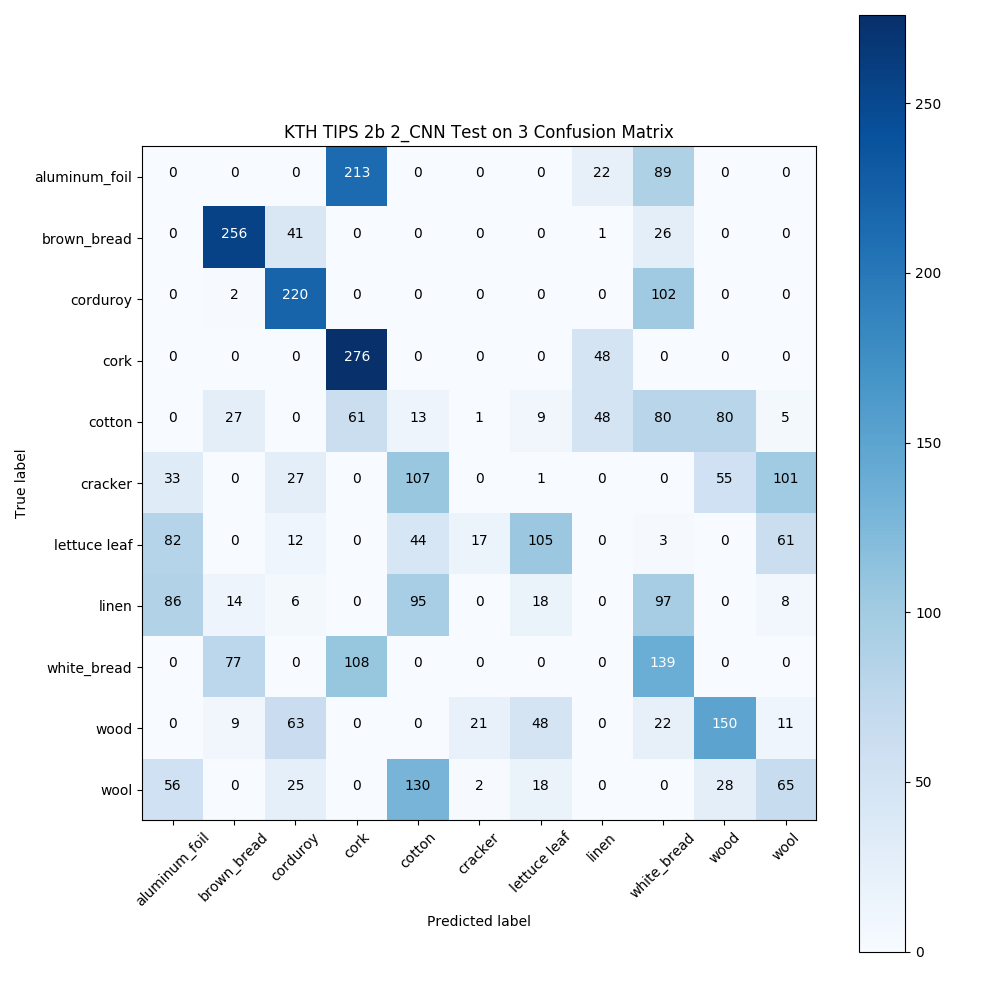 KTH TIPS 2b 2_CNN Test on 3 Confusion Matrix
True label
aluminum_foil 0 0 0 213 0 0 0 22 89 0 0
brown_bread 0 256 41 0 0 0 0 1 26 0 0
corduroy 0 2 220 0 0 0 0 0 102 0 0
cork 0 0 0 276 0 0 0 48 0 0 0
cotton 0 27 0 61 13 1 9 48 80 80 5
cracker 33 0 27 0 107 0 1 0 0 55 101
lettuce leaf 82 0 12 0 44 17 105 0 3 0 61
linen 86 14 6 0 95 0 18 0 97 0 8
white_bread 0 77 0 108 0 0 0 0 139 0 0
wood 0 9 63 0 0 21 48 0 22 150 11
wool 56 0 25 0 130 2 18 0 0 28 65
aluminum_foil brown_bread corduroy cork cotton cracker lettuce leaf linen white_bread wood wool
Predicted label
250
200
150
100
50
0